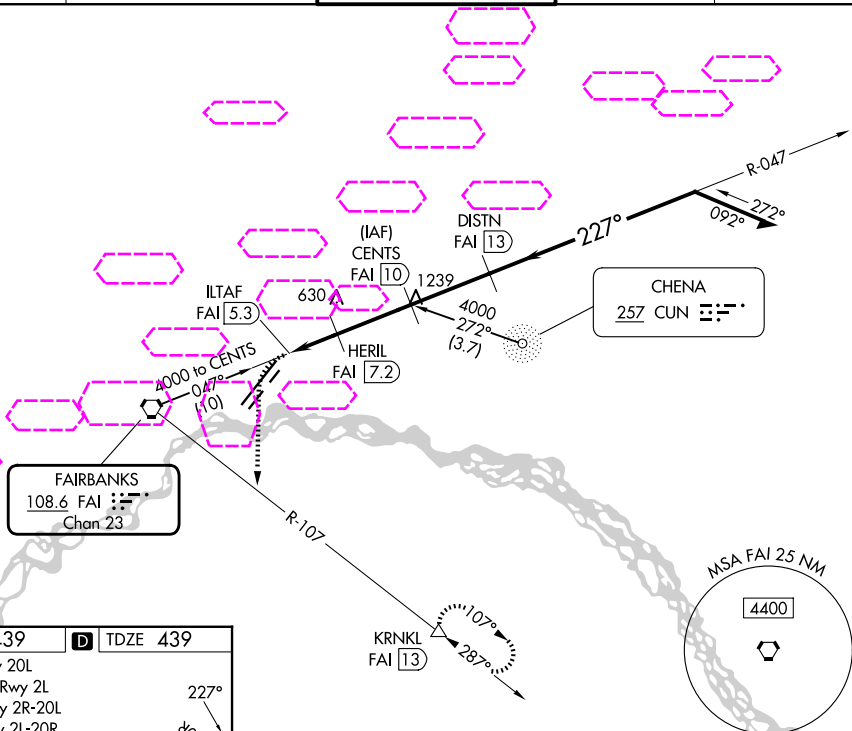 R-047
272°
092°
227°
DISTN
FAI 13
(IAF)
CENTS
FAI 10
1239
630
ILTAF
FAI 5.3
CHENA
257 CUN
4000
272°
(3.7)
HERIL
FAI 7.2
4000 to CENTS
047°
(10)
FAIRBANKS
108.6 FAI
Chan 23
R-107
MSA FAI 25 NM
4400
KRNKL
FAI 13
107°
287°
39 D TDZE 439
20L
Rwy 2L
2R-20L
2L-20R
227°